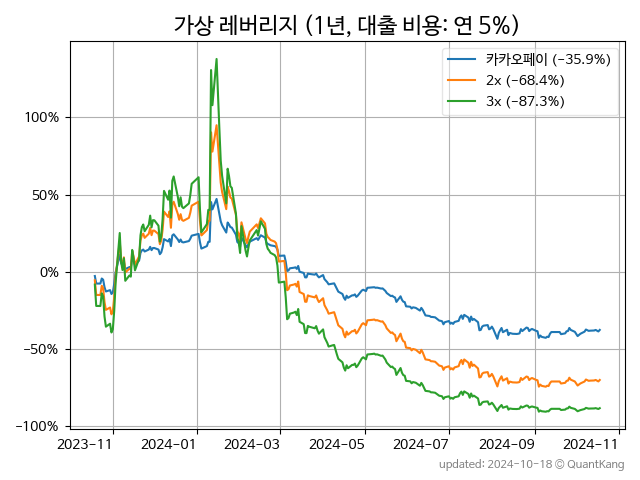 가상 레버리지 (1년, 대출 비용: 연 5%)
카카오페이 (−35.9%)
2x (−68.4%)
3x (−87.3%)
100%
50%
0%
−50%
−100%
2023-11 2024-01 2024-03 2024-05 2024-07 2024-09 2024-11
updated: 2024-10-18 © QuantKang